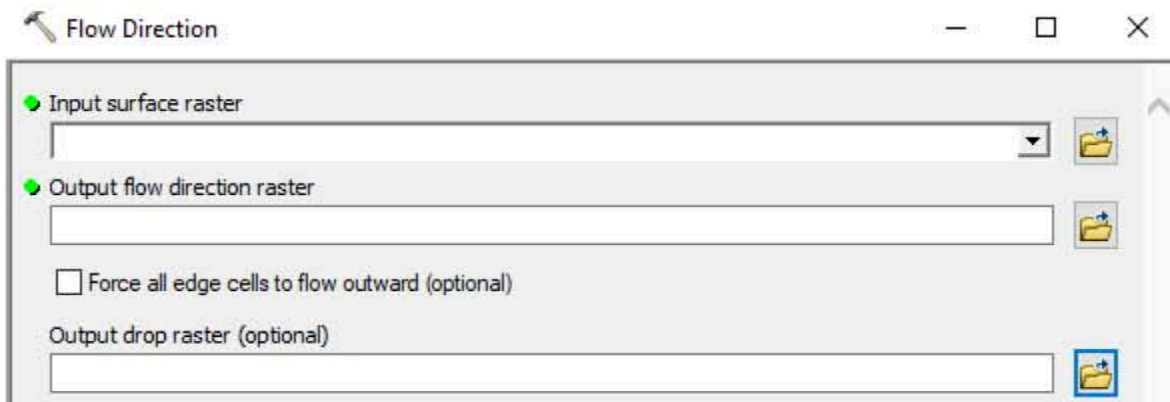 Flow Direction
Input surface raster
Output flow direction raster
Force all edge cells to flow outward (optional)
Output drop raster (optional)